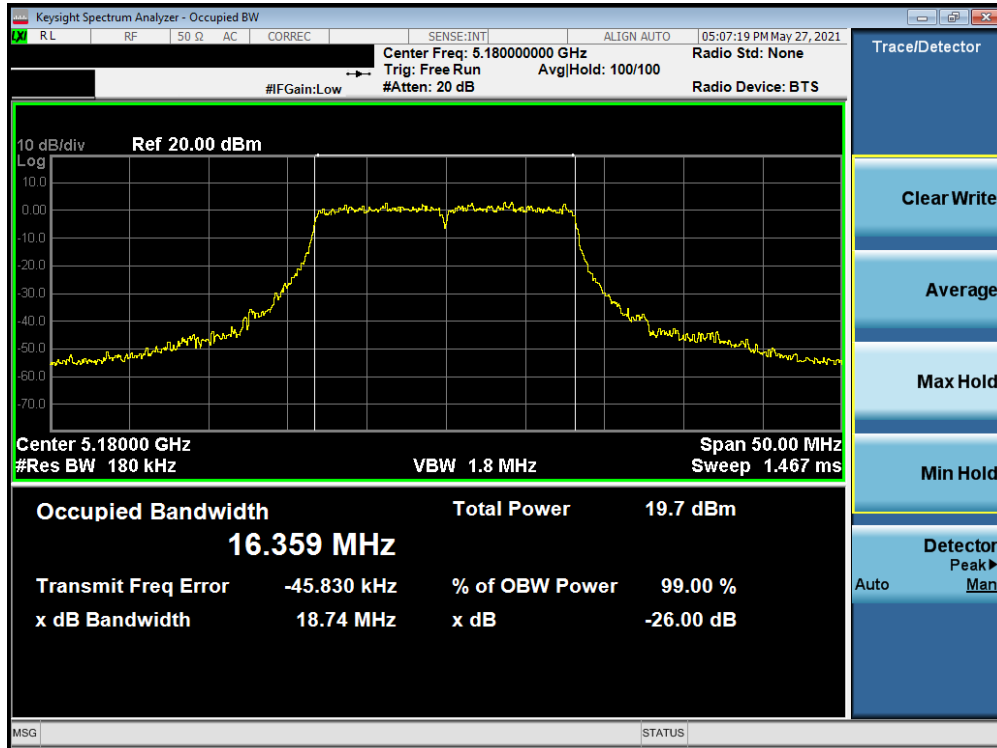 Keysight Spectrum Analyzer - Occupied BW
LXI RL RF 50 Ω AC CORREC SENSE:INT ALIGN AUTO 05:07:19 PM May 27, 2021
Center Freq: 5.180000000 GHz Radio Std: None
Trig: Free Run Avg|Hold: 100/100
#IFGain:Low #Atten: 20 dB Radio Device: BTS
Trace/Detector
10 dB/div Ref 20.00 dBm
Log
10.0
0.00
-10.0
-20.0
-30.0
-40.0
-50.0
-60.0
-70.0
Center 5.18000 GHz Span 50.00 MHz
#Res BW 180 kHz VBW 1.8 MHz Sweep 1.467 ms
Occupied Bandwidth Total Power 19.7 dBm
16.359 MHz
Transmit Freq Error -45.830 kHz % of OBW Power 99.00 %
x dB Bandwidth 18.74 MHz x dB -26.00 dB
Clear Write
Average
Max Hold
Min Hold
Detector
Peak▶
Auto Man
MSG STATUS